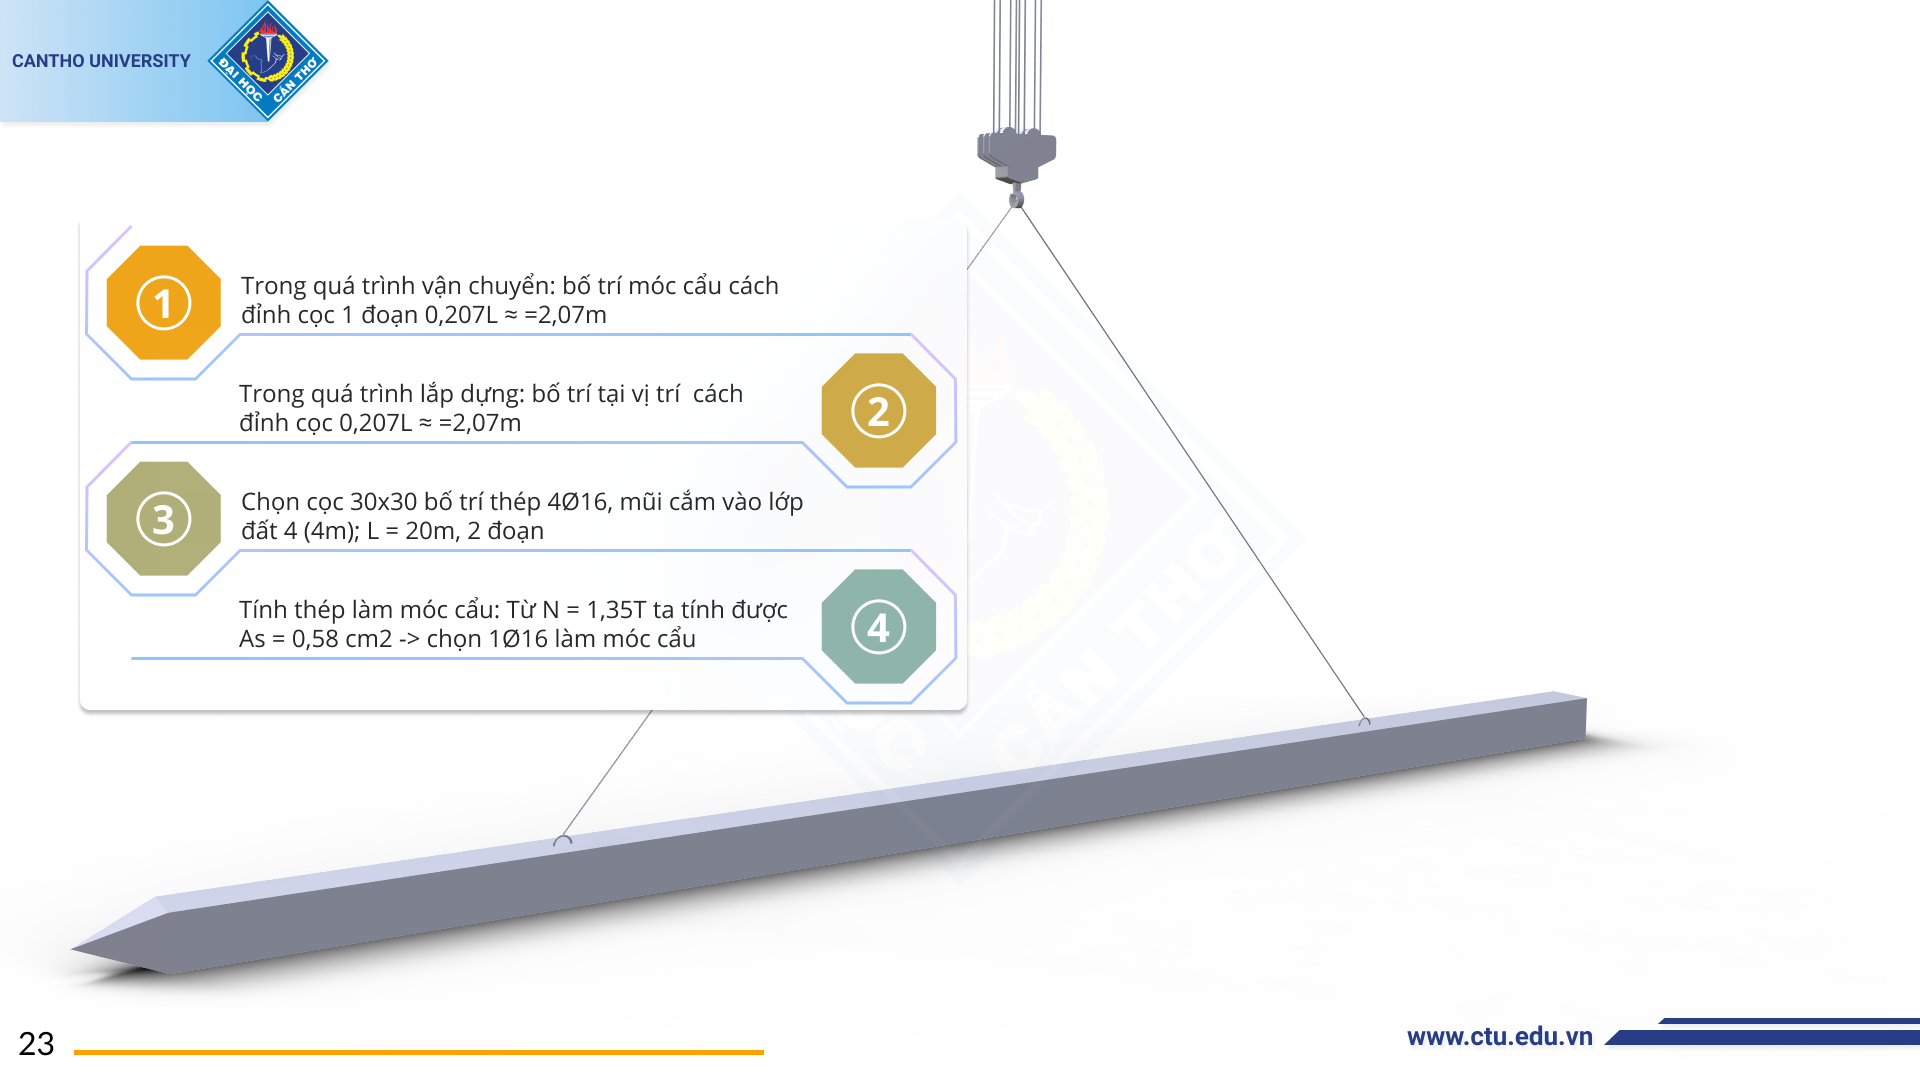 CANTHO UNIVERSITY
ĐẠI HỌC CẦN THƠ
1
Trong quá trình vận chuyển: bố trí móc cẩu cách
đỉnh cọc 1 đoạn 0,207L ≈ =2,07m
Trong quá trình lắp dựng: bố trí tại vị trí  cách
đỉnh cọc 0,207L ≈ =2,07m
2
3
Chọn cọc 30x30 bố trí thép 4Ø16, mũi cắm vào lớp
đất 4 (4m); L = 20m, 2 đoạn
Tính thép làm móc cẩu: Từ N = 1,35T ta tính được
As = 0,58 cm2 -> chọn 1Ø16 làm móc cẩu
4
CẦN THƠ
23
www.ctu.edu.vn